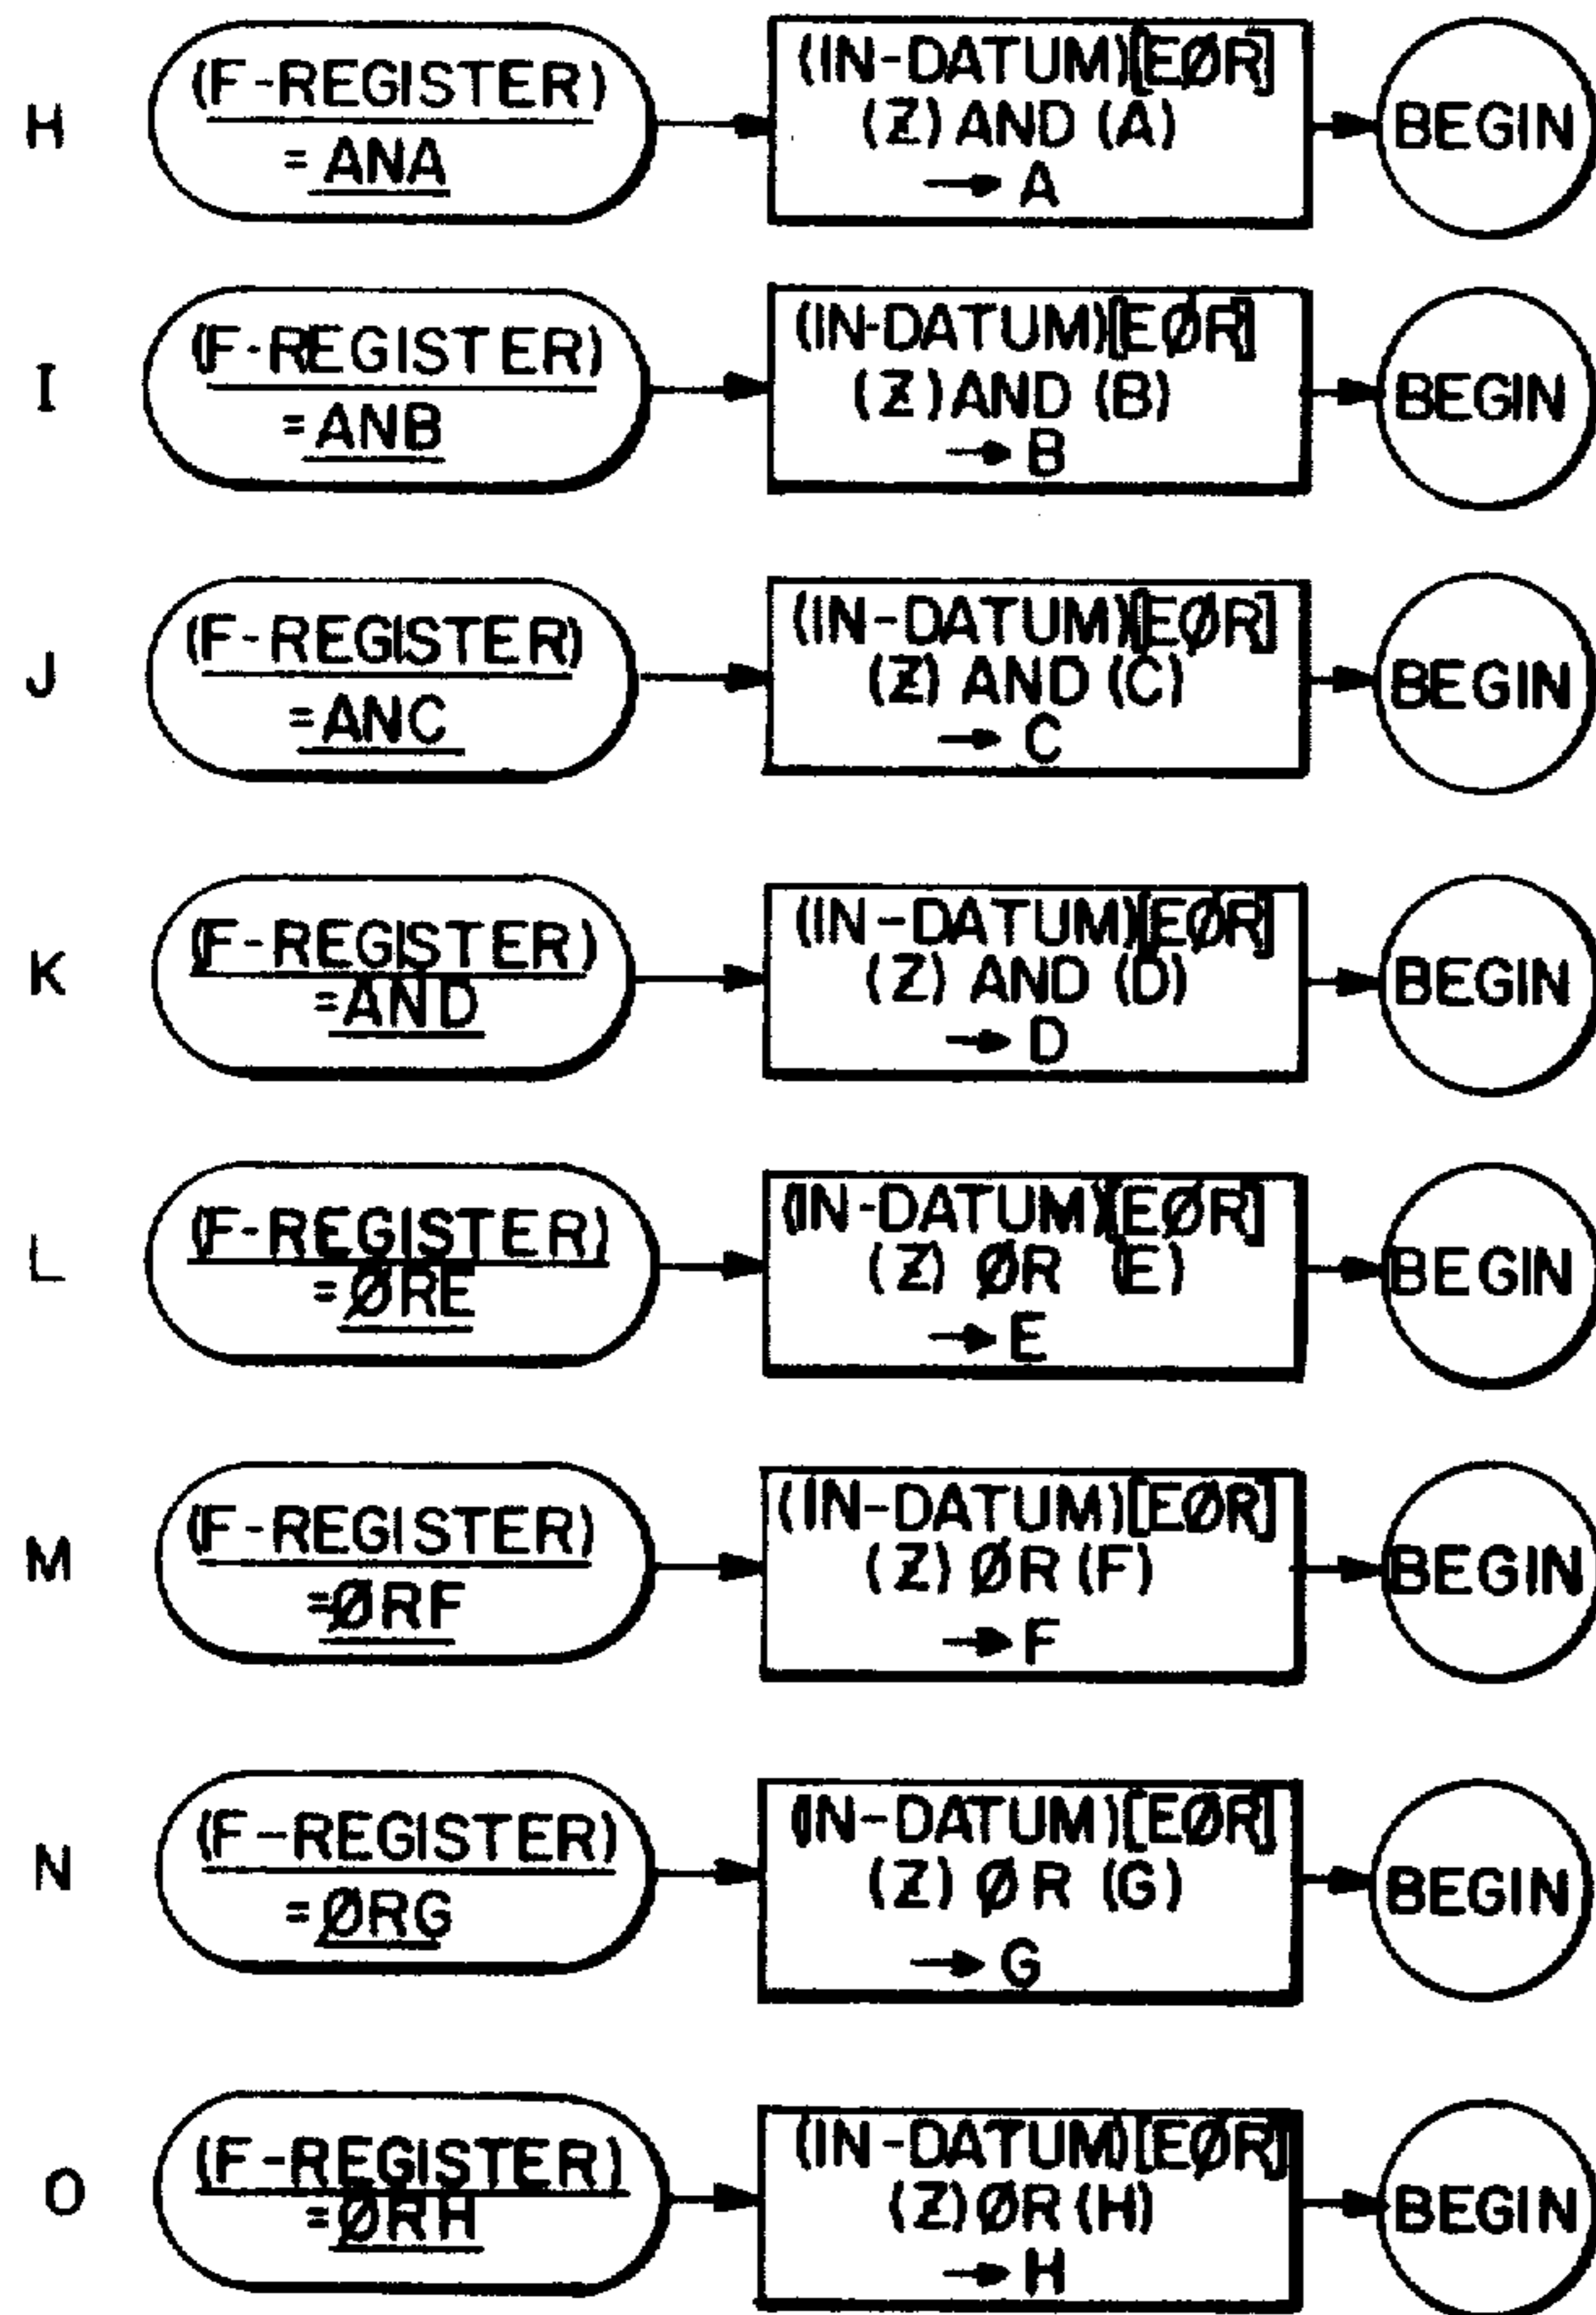 H
(F-REGISTER)
= ANA
(IN-DATUM)[EØR]
(Z) AND (A)
→ A
BEGIN
I
(F-REGISTER)
= ANB
(IN-DATUM)[EØR]
(Z) AND (B)
→ B
BEGIN
J
(F-REGISTER)
= ANC
(IN-DATUM)[EØR]
(Z) AND (C)
→ C
BEGIN
K
(F-REGISTER)
= AND
(IN-DATUM)[EØR]
(Z) AND (D)
→ D
BEGIN
L
(F-REGISTER)
= ØRE
(IN-DATUM)[EØR]
(Z) ØR (E)
→ E
BEGIN
M
(F-REGISTER)
= ØRF
(IN-DATUM)[EØR]
(Z) ØR (F)
→ F
BEGIN
N
(F-REGISTER)
= ØRG
(IN-DATUM)[EØR]
(Z) ØR (G)
→ G
BEGIN
O
(F-REGISTER)
= ØRH
(IN-DATUM)[EØR]
(Z) ØR (H)
→ H
BEGIN